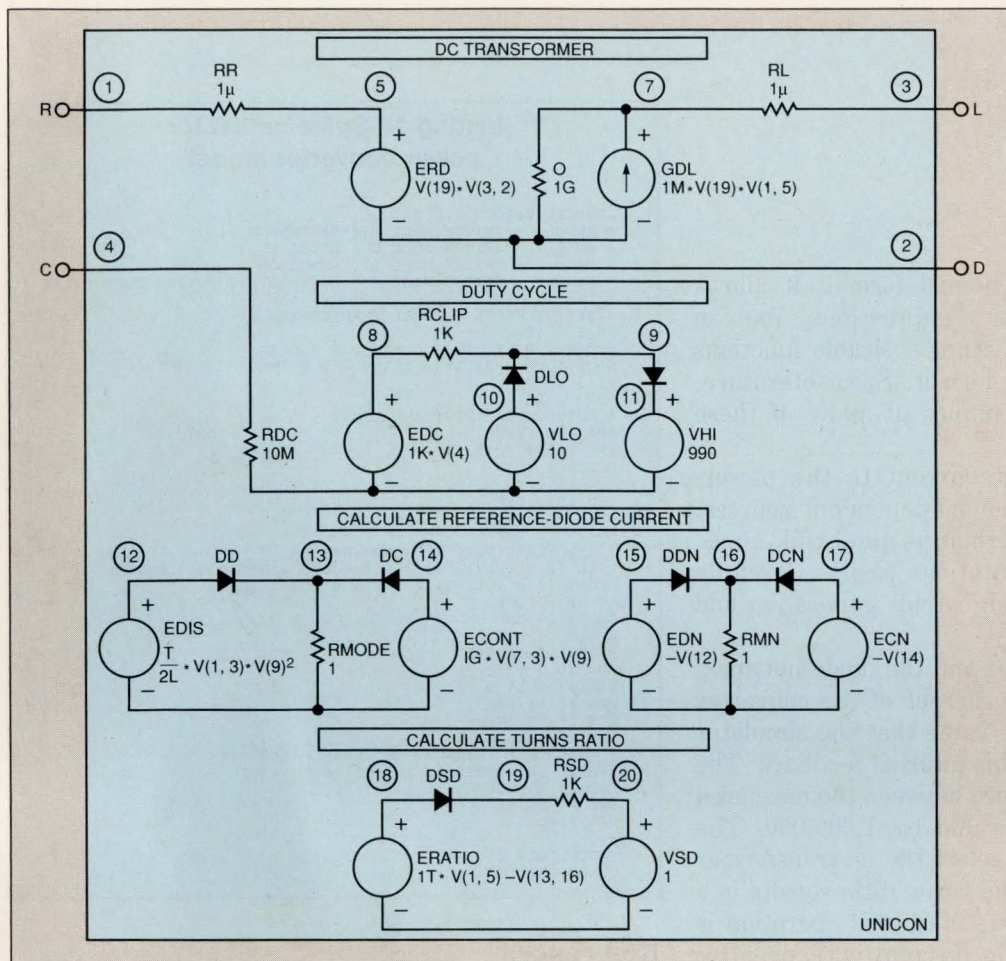 DC TRANSFORMER
1
RR
1µ
5
7
RL
1µ
3
R
L
+
ERD
V(19)*V(3, 2)
−
O
1G
+
GDL
1M*V(19)*V(1, 5)
−
4
2
C
D
DUTY CYCLE
8
RCLIP
1K
9
DLO
10
11
RDC
10M
+
EDC
1K*V(4)
−
+
VLO
10
−
+
VHI
990
−
CALCULATE REFERENCE-DIODE CURRENT
12
DD
13
DC
14
15
DDN
16
DCN
17
+
EDIS
T/2L *V(1, 3)*V(9)²
−
RMODE
1
+
ECONT
IG*V(7, 3)*V(9)
−
+
EDN
−V(12)
−
RMN
1
+
ECN
−V(14)
−
CALCULATE TURNS RATIO
18
DSD
19
RSD
1K
20
+
ERATIO
1T*V(1, 5) −V(13, 16)
−
+
VSD
1
−
UNICON